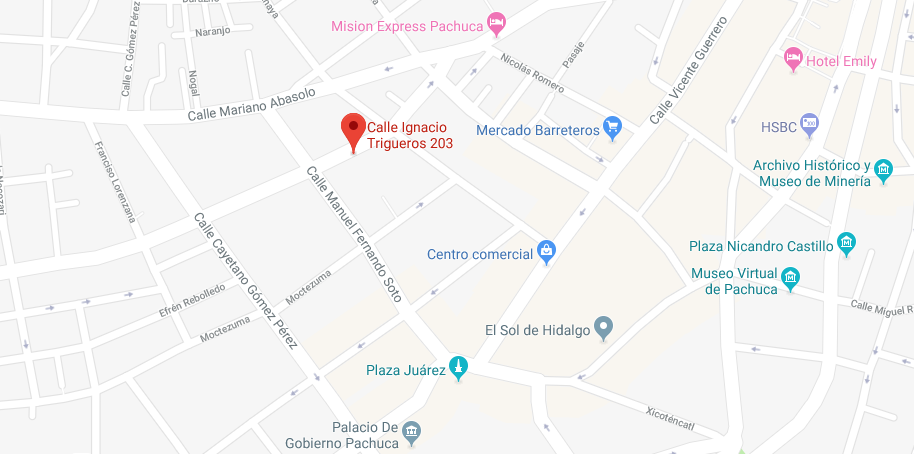 Mision Express Pachuca
Naranjo
Calle C. Gómez Pérez
Nogal
Calle Mariano Abasolo
Nicolás Romero
Pasaje
Calle Vicente Guerrero
Hotel Emily
HSBC
Mercado Barreteros
Calle Ignacio
Trigueros 203
Archivo Histórico y
Museo de Minería
Francisco Lorenzana
Calle Manuel Fernando Soto
Calle Cayetano Gómez Pérez
Plaza Nicandro Castillo
Museo Virtual
de Pachuca
Centro comercial
Efrén Rebolledo
Moctezuma
Moctezuma
Calle Miguel R
El Sol de Hidalgo
Plaza Juárez
Xicoténcatl
Palacio De
Gobierno Pachuca